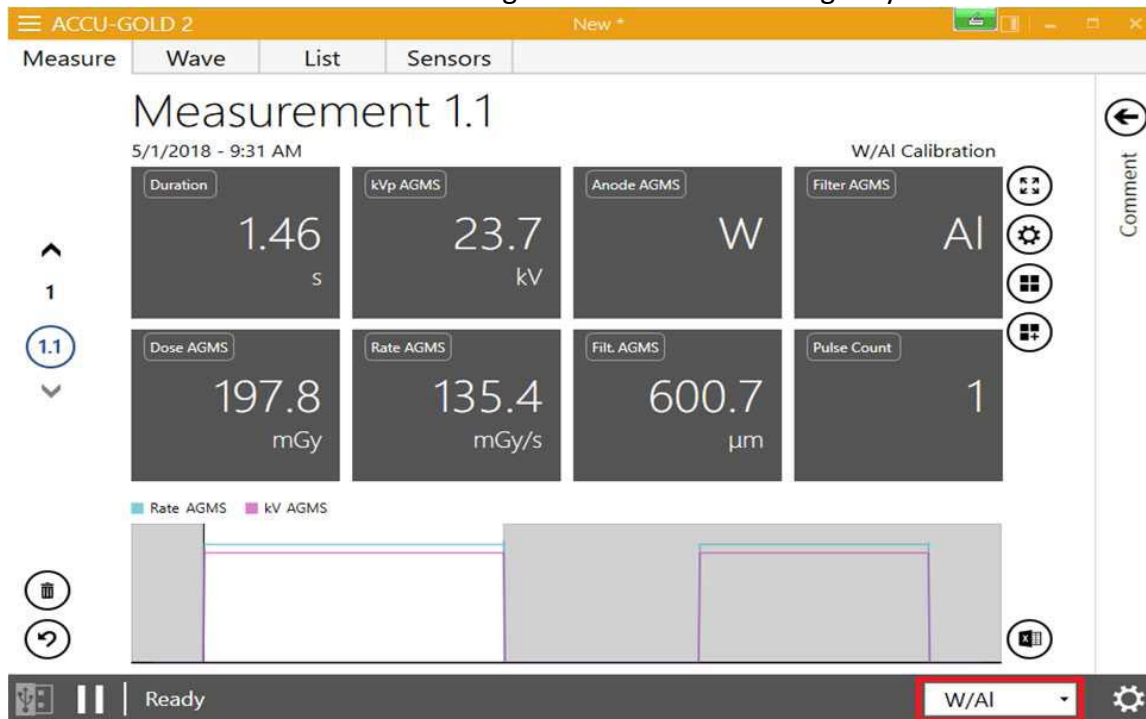 ACCU-GOLD 2 New *
Measure Wave List Sensors
Measurement 1.1
5/1/2018 - 9:31 AM W/Al Calibration
Comment
Duration kVp AGMS Anode AGMS Filter AGMS
1.46 23.7 W Al
s kV
1
1.1
Dose AGMS Rate AGMS Filt. AGMS Pulse Count
197.8 135.4 600.7 1
mGy mGy/s µm
Rate AGMS kV AGMS
Ready W/Al